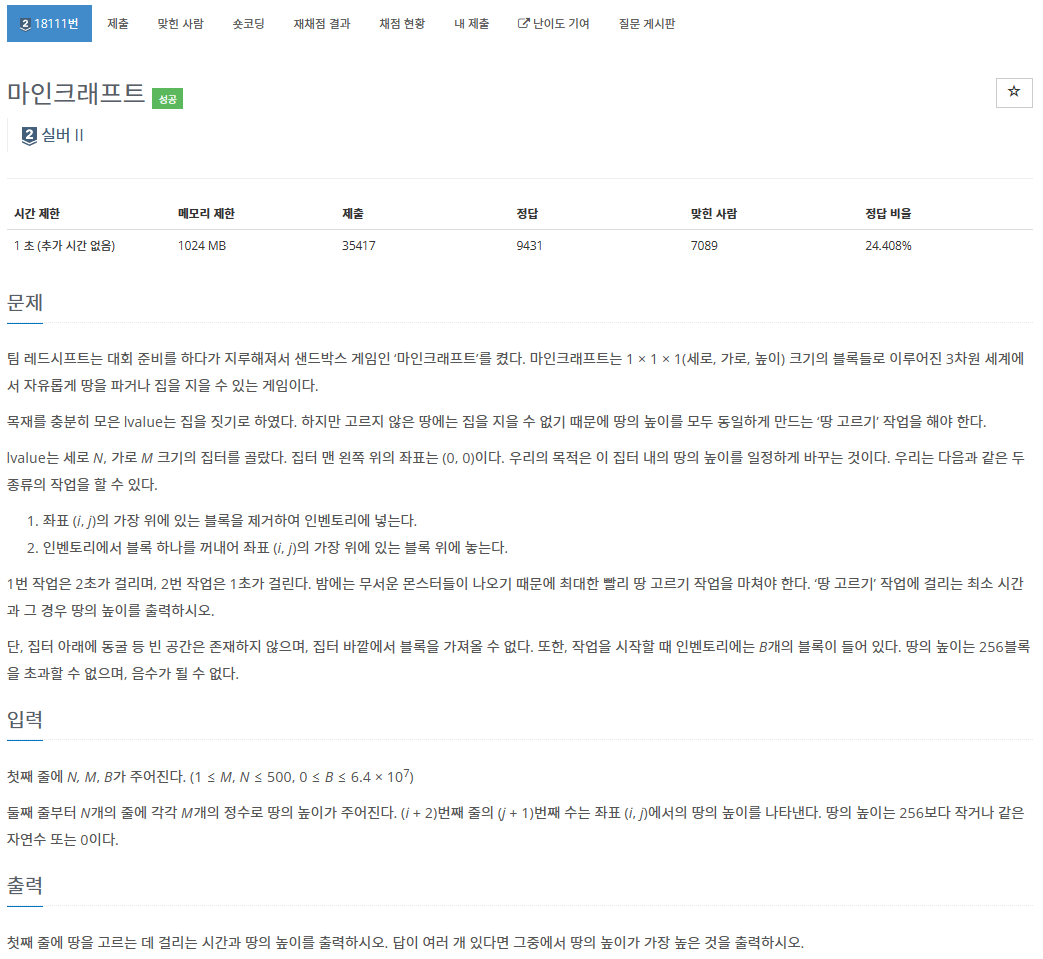 2 18111번 제출 맞힌 사람 숏코딩 재채점 결과 채점 현황 내 제출 난이도 기여 질문 게시판
마인크래프트 성공
2 실버 II
시간 제한 메모리 제한 제출 정답 맞힌 사람 정답 비율
1 초 (추가 시간 없음) 1024 MB 35417 9431 7089 24.408%
문제
팀 레드시프트는 대회 준비를 하다가 지루해져서 샌드박스 게임인 ‘마인크래프트’를 켰다. 마인크래프트는 1 × 1 × 1(세로, 가로, 높이) 크기의 블록들로 이루어진 3차원 세계에
서 자유롭게 땅을 파거나 집을 지을 수 있는 게임이다.
목재를 충분히 모은 lvalue는 집을 짓기로 하였다. 하지만 고르지 않은 땅에는 집을 지을 수 없기 때문에 땅의 높이를 모두 동일하게 만드는 ‘땅 고르기’ 작업을 해야 한다.
lvalue는 세로 N, 가로 M 크기의 집터를 골랐다. 집터 맨 왼쪽 위의 좌표는 (0, 0)이다. 우리의 목적은 이 집터 내의 땅의 높이를 일정하게 바꾸는 것이다. 우리는 다음과 같은 두
종류의 작업을 할 수 있다.
1. 좌표 (i, j)의 가장 위에 있는 블록을 제거하여 인벤토리에 넣는다.
2. 인벤토리에서 블록 하나를 꺼내어 좌표 (i, j)의 가장 위에 있는 블록 위에 놓는다.
1번 작업은 2초가 걸리며, 2번 작업은 1초가 걸린다. 밤에는 무서운 몬스터들이 나오기 때문에 최대한 빨리 땅 고르기 작업을 마쳐야 한다. ‘땅 고르기’ 작업에 걸리는 최소 시간
과 그 경우 땅의 높이를 출력하시오.
단, 집터 아래에 동굴 등 빈 공간은 존재하지 않으며, 집터 바깥에서 블록을 가져올 수 없다. 또한, 작업을 시작할 때 인벤토리에는 B개의 블록이 들어 있다. 땅의 높이는 256블록
을 초과할 수 없으며, 음수가 될 수 없다.
입력
첫째 줄에 N, M, B가 주어진다. (1 ≤ M, N ≤ 500, 0 ≤ B ≤ 6.4 × 10⁷)
둘째 줄부터 N개의 줄에 각각 M개의 정수로 땅의 높이가 주어진다. (i + 2)번째 줄의 (j + 1)번째 수는 좌표 (i, j)에서의 땅의 높이를 나타낸다. 땅의 높이는 256보다 작거나 같은
자연수 또는 0이다.
출력
첫째 줄에 땅을 고르는 데 걸리는 시간과 땅의 높이를 출력하시오. 답이 여러 개 있다면 그중에서 땅의 높이가 가장 높은 것을 출력하시오.